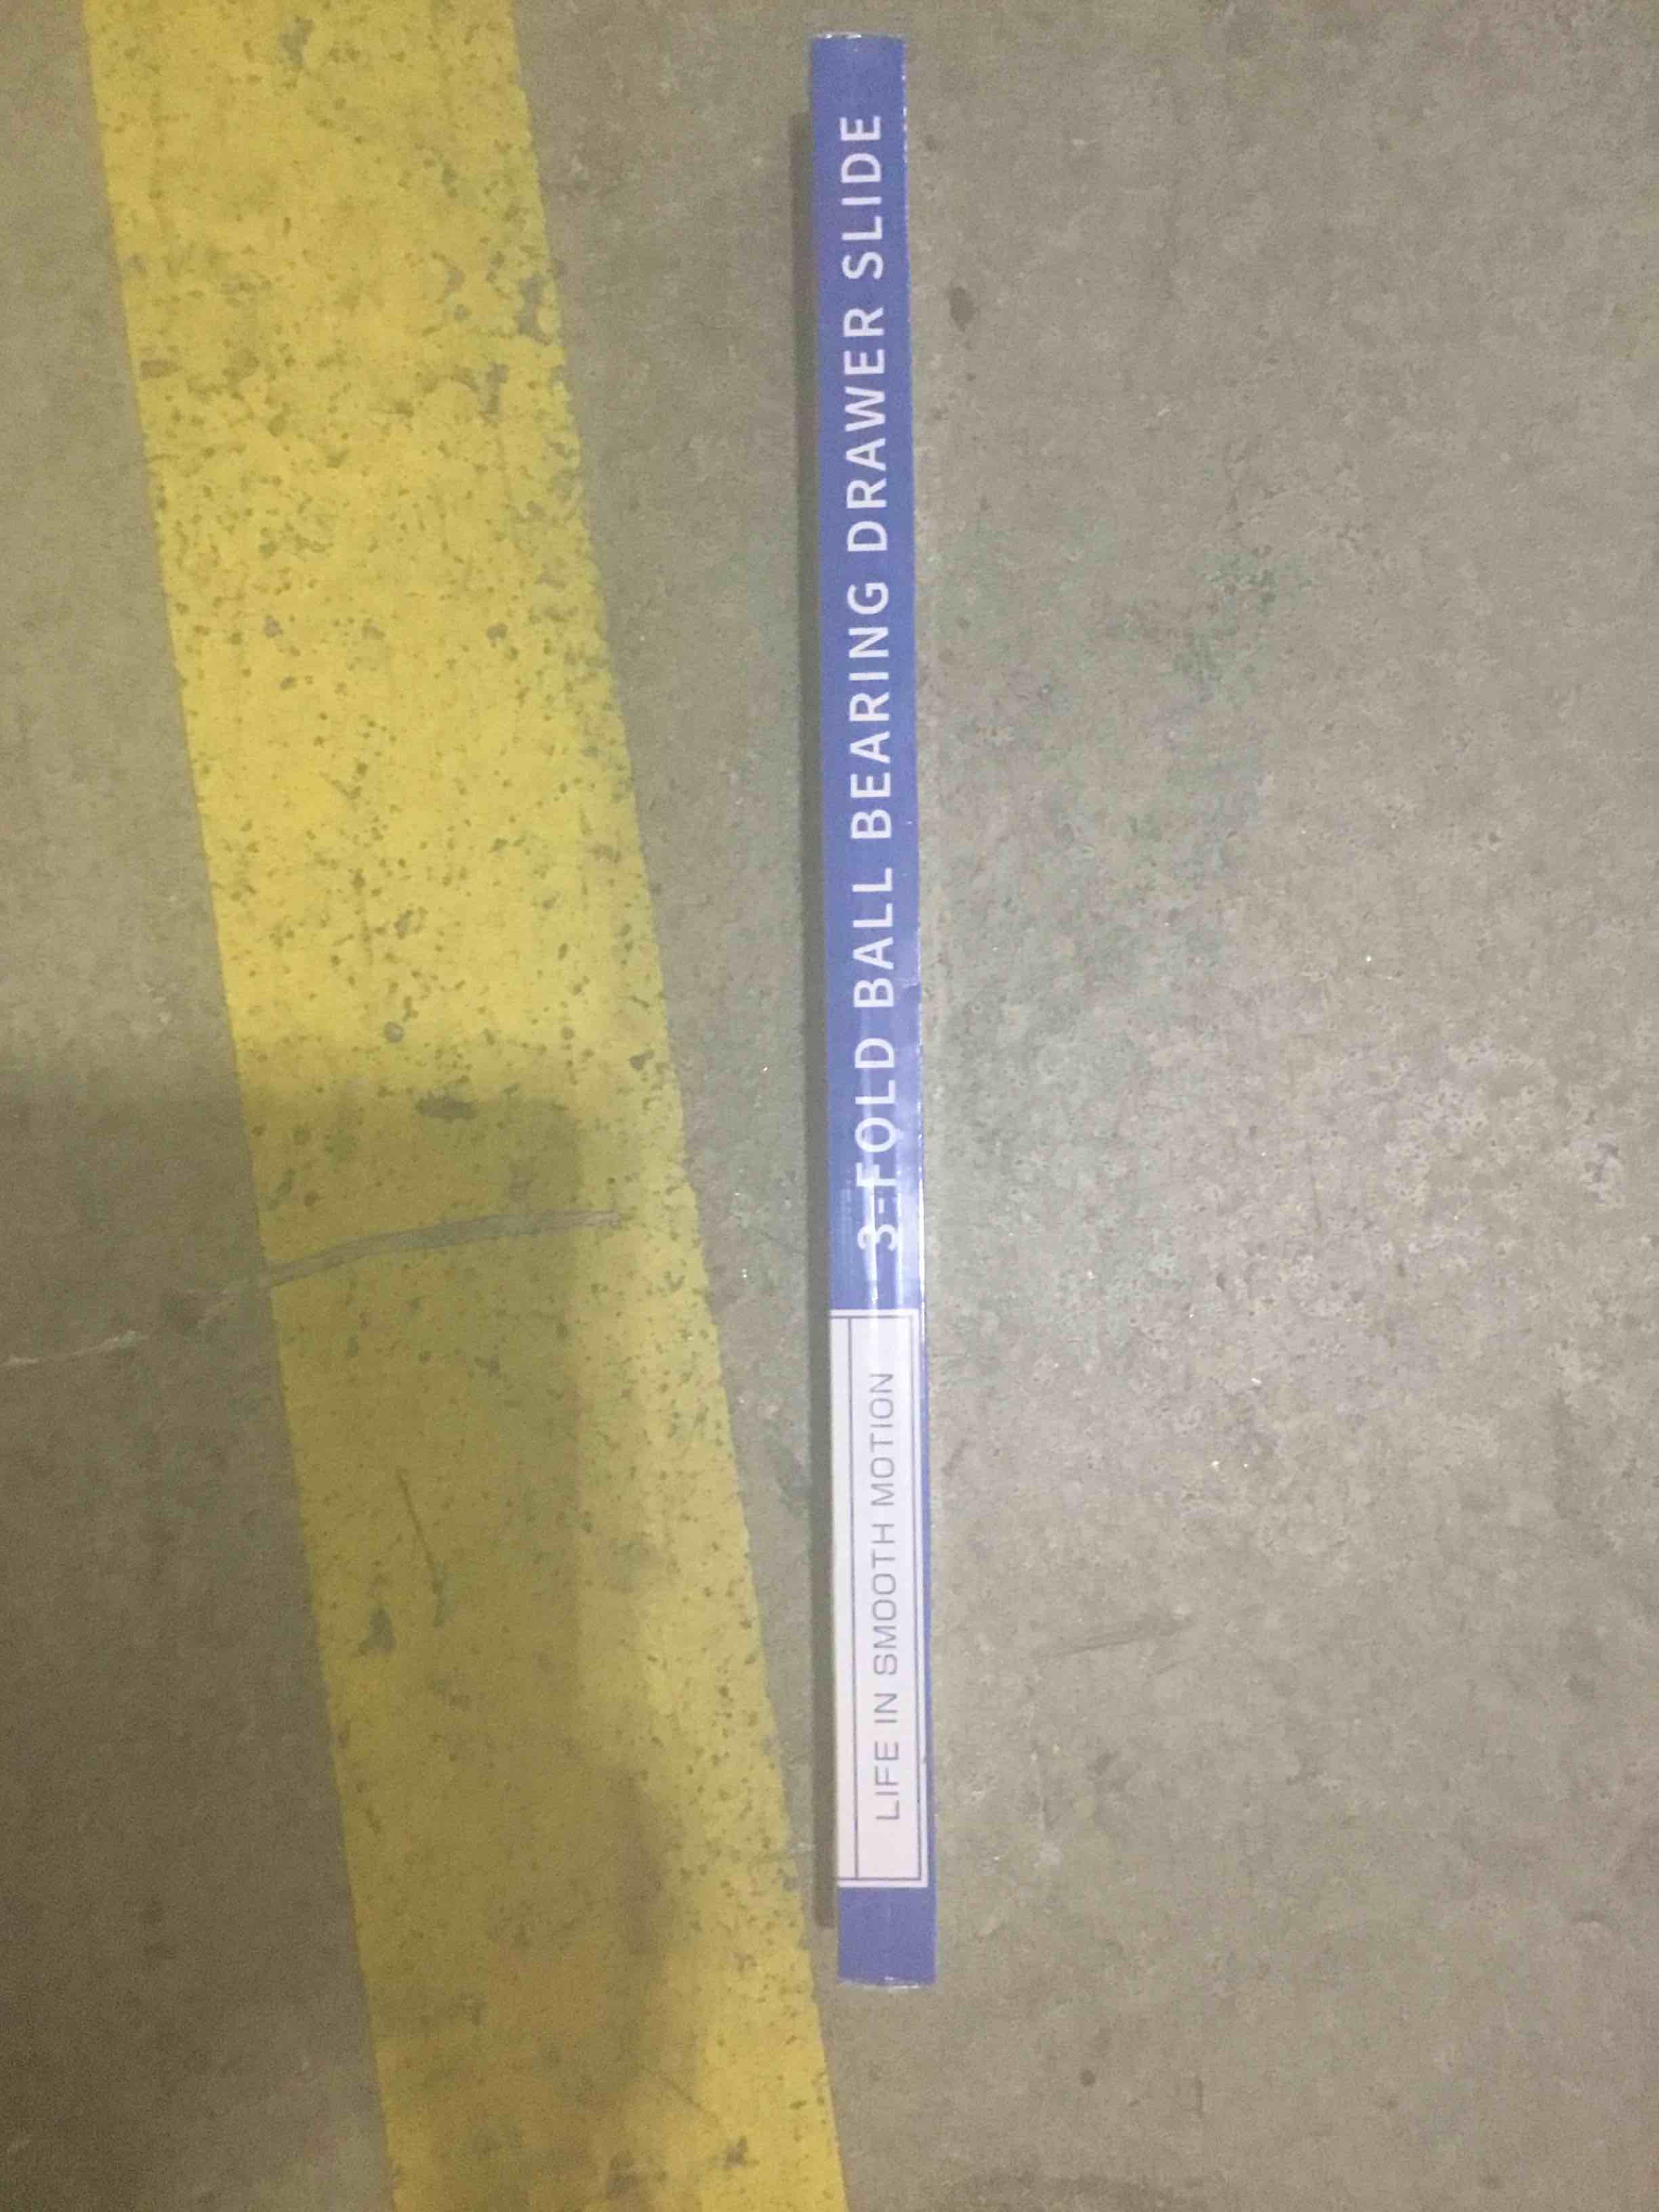 3-FOLD BALL BEARING DRAWER SLIDE
LIFE IN SMOOTH MOTION